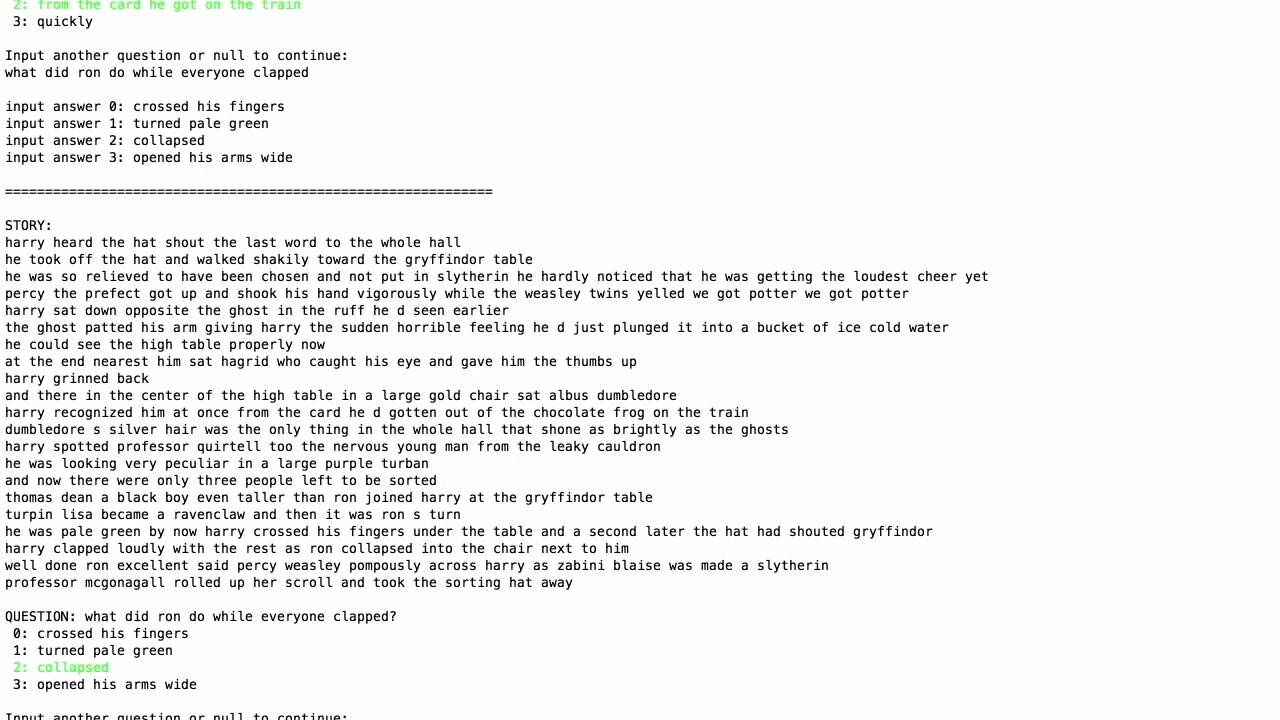 2: from the card he got on the train
3: quickly
Input another question or null to continue:
what did ron do while everyone clapped
input answer 0: crossed his fingers
input answer 1: turned pale green
input answer 2: collapsed
input answer 3: opened his arms wide
=============================================================
STORY:
harry heard the hat shout the last word to the whole hall
he took off the hat and walked shakily toward the gryffindor table
he was so relieved to have been chosen and not put in slytherin he hardly noticed that he was getting the loudest cheer yet
percy the prefect got up and shook his hand vigorously while the weasley twins yelled we got potter we got potter
harry sat down opposite the ghost in the ruff he d seen earlier
the ghost patted his arm giving harry the sudden horrible feeling he d just plunged it into a bucket of ice cold water
he could see the high table properly now
at the end nearest him sat hagrid who caught his eye and gave him the thumbs up
harry grinned back
and there in the center of the high table in a large gold chair sat albus dumbledore
harry recognized him at once from the card he d gotten out of the chocolate frog on the train
dumbledore s silver hair was the only thing in the whole hall that shone as brightly as the ghosts
harry spotted professor quirtell too the nervous young man from the leaky cauldron
he was looking very peculiar in a large purple turban
and now there were only three people left to be sorted
thomas dean a black boy even taller than ron joined harry at the gryffindor table
turpin lisa became a ravenclaw and then it was ron s turn
he was pale green by now harry crossed his fingers under the table and a second later the hat had shouted gryffindor
harry clapped loudly with the rest as ron collapsed into the chair next to him
well done ron excellent said percy weasley pompously across harry as zabini blaise was made a slytherin
professor mcgonagall rolled up her scroll and took the sorting hat away
QUESTION: what did ron do while everyone clapped?
0: crossed his fingers
1: turned pale green
2: collapsed
3: opened his arms wide
Input another question or null to continue: